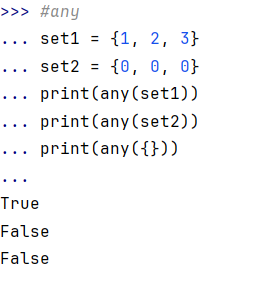 >>> #any
... set1 = {1, 2, 3}
... set2 = {0, 0, 0}
... print(any(set1))
... print(any(set2))
... print(any({}))
...
True
False
False